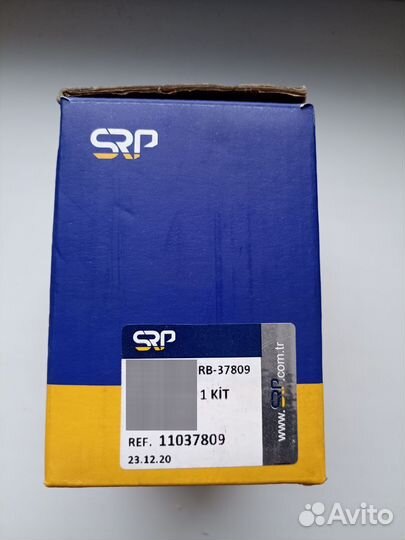 SRP
SRP
RB-37809
1 KİT
REF. 11037809
23.12.20
www.SRP.com.tr
Avito